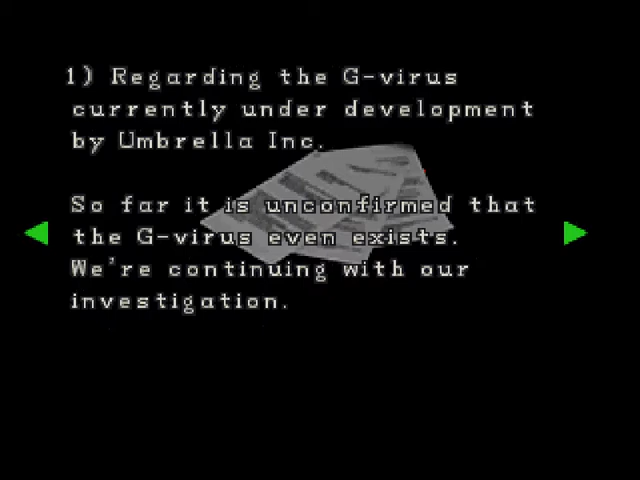 1) Regarding the G-virus
currently under development
by Umbrella Inc.
So far it is unconfirmed that
the G-virus even exists.
We're continuing with our
investigation.